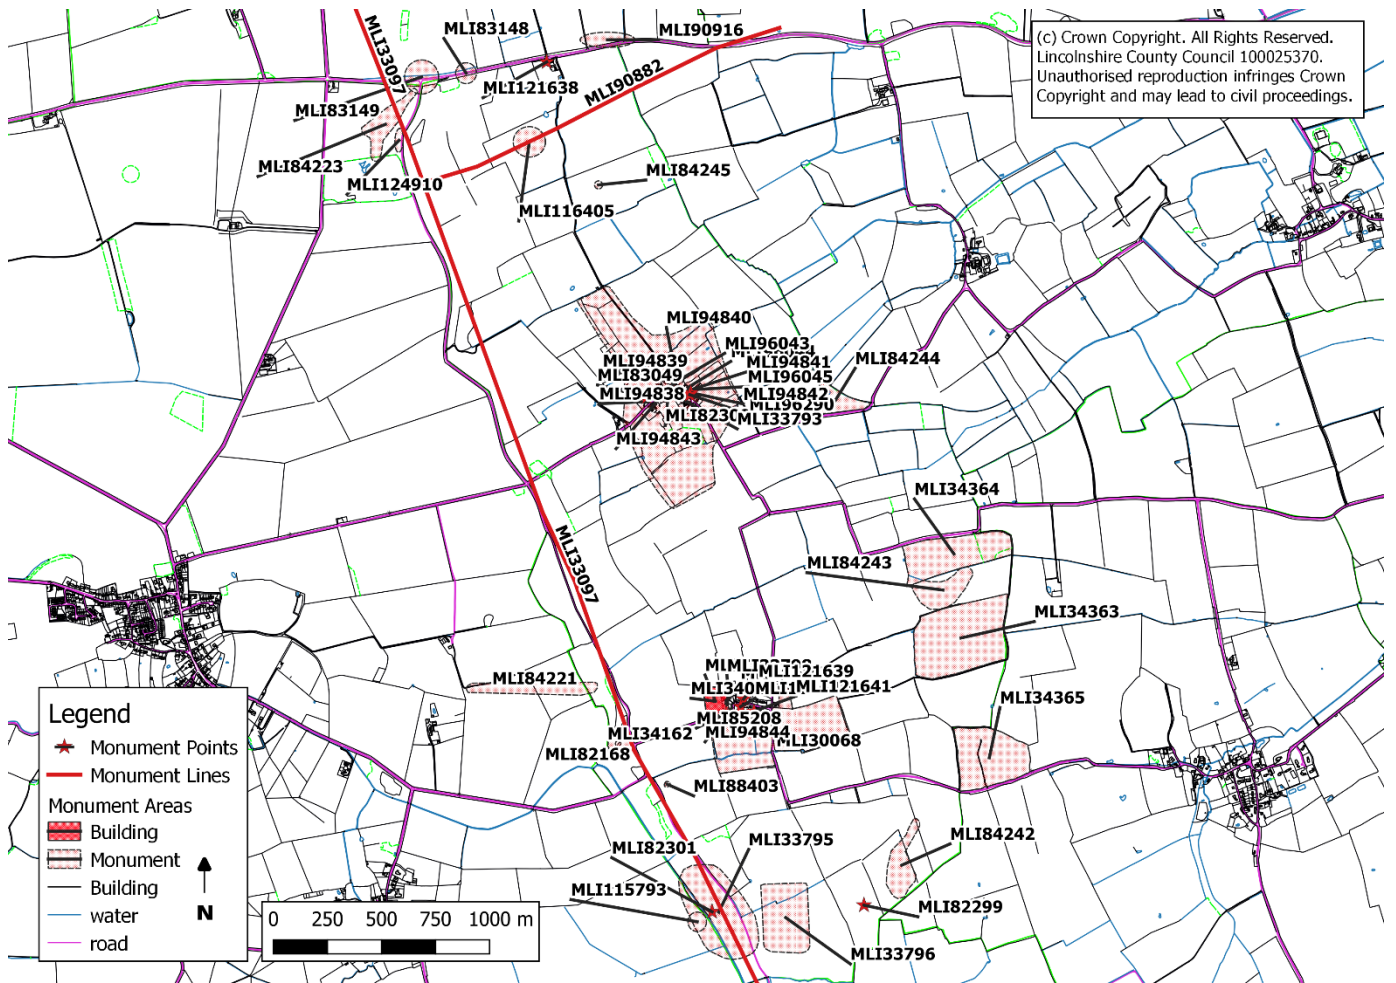 MLI33097
MLI83148
MLI90916
(c) Crown Copyright. All Rights Reserved.
Lincolnshire County Council 100025370.
Unauthorised reproduction infringes Crown
Copyright and may lead to civil proceedings.
MLI121638
MLI90882
MLI83149
MLI84223
MLI124910
MLI84245
MLI116405
MLI94840
MLI96043
MLI94839
MLI94841
MLI84244
MLI83049
MLI96045
MLI94838
MLI94842
MLI96290
MLI8230
MLI33793
MLI94843
MLI34364
MLI33097
MLI84243
MLI34363
MLI121639
MLI84221
MLI340
MLI1
MLI121641
MLI34365
MLI85208
MLI34162
MLI94844
MLI30068
MLI82168
MLI88403
MLI84242
MLI33795
MLI82301
MLI115793
MLI82299
MLI33796
Legend
Monument Points
Monument Lines
Monument Areas
Building
Monument
Building
water
road
N
0 250 500 750 1000 m